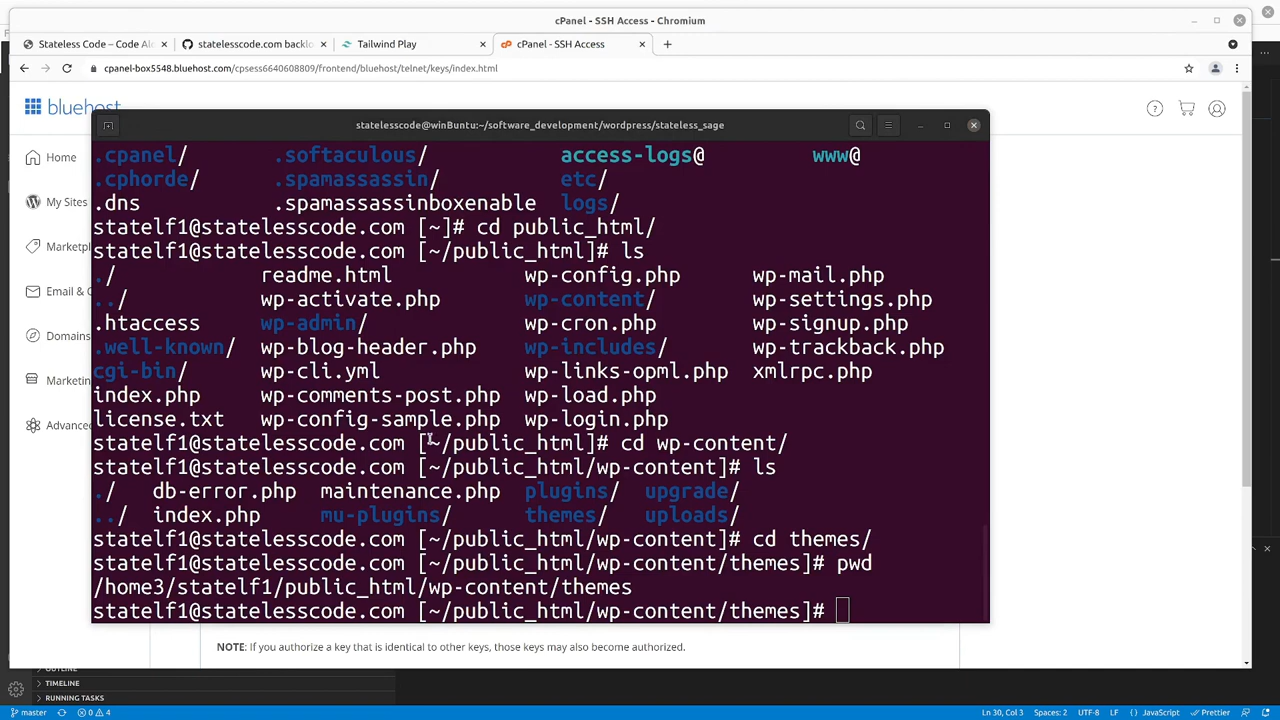 cPanel - SSH Access - Chromium
Stateless Code – Code Al
statelesscode.com backlo
Tailwind Play
cPanel - SSH Access
cpanel-box5548.bluehost.com/cpsess6640608809/frontend/bluehost/telnet/keys/index.html
bluehost
statelesscode@winBuntu:~/software_development/wordpress/stateless_sage
Home
My Sites
Marketpl
Email & O
Domains
Marketin
Advanced
.cpanel/ .softaculous/ access-logs@ www@
.cphorde/ .spamassassin/ etc/
.dns .spamassassinboxenable logs/
statelf1@statelesscode.com [~]# cd public_html/
statelf1@statelesscode.com [~/public_html]# ls
./ readme.html wp-config.php wp-mail.php
../ wp-activate.php wp-content/ wp-settings.php
.htaccess wp-admin/ wp-cron.php wp-signup.php
.well-known/ wp-blog-header.php wp-includes/ wp-trackback.php
cgi-bin/ wp-cli.yml wp-links-opml.php xmlrpc.php
index.php wp-comments-post.php wp-load.php
license.txt wp-config-sample.php wp-login.php
statelf1@statelesscode.com [~/public_html]# cd wp-content/
statelf1@statelesscode.com [~/public_html/wp-content]# ls
./ db-error.php maintenance.php plugins/ upgrade/
../ index.php mu-plugins/ themes/ uploads/
statelf1@statelesscode.com [~/public_html/wp-content]# cd themes/
statelf1@statelesscode.com [~/public_html/wp-content/themes]# pwd
/home3/statelf1/public_html/wp-content/themes
statelf1@statelesscode.com [~/public_html/wp-content/themes]#
NOTE: If you authorize a key that is identical to other keys, those keys may also become authorized.
TIMELINE
RUNNING TASKS
master 0 4 Ln 30, Col 3 Spaces: 2 UTF-8 LF {} JavaScript Prettier